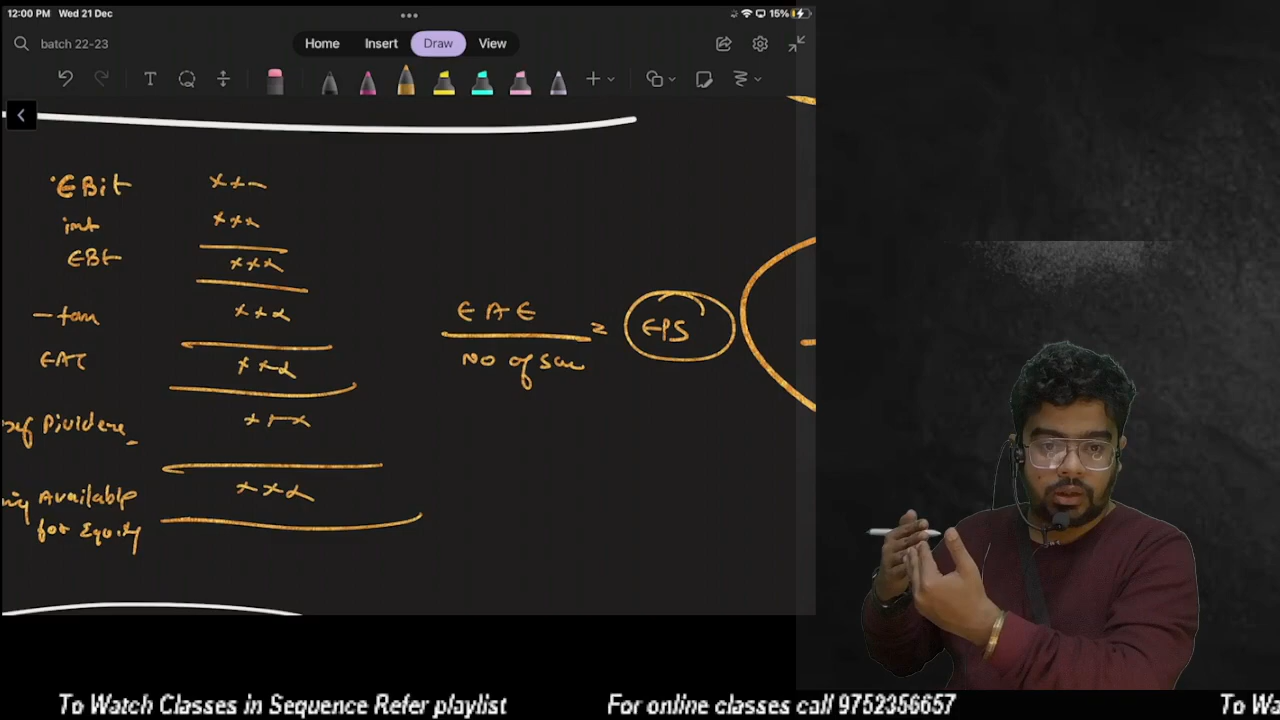 12:00 PM Wed 21 Dec
15%
batch 22-23
Home Insert Draw View
T
EBit xxx
int xxx
EBt xxx
- tax xxx
EAt xxx
ref Dividend xxx
ing Available xxx
for Equity
EAE
No of = EPS
To Watch Classes in Sequence Refer playlist
For online classes call 9752356657
To Wa